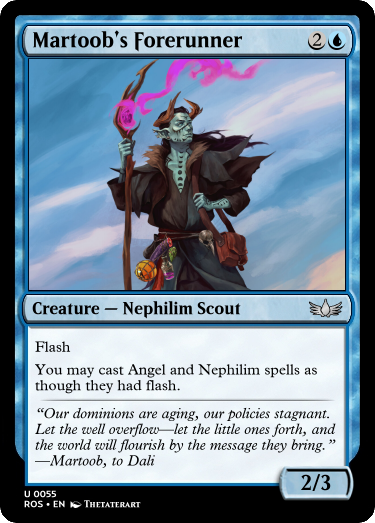 Martoob's Forerunner 2
Creature — Nephilim Scout
Flash
You may cast Angel and Nephilim spells as
though they had flash.
“Our dominions are aging, our policies stagnant.
Let the well overflow—let the little ones forth, and
the world will flourish by the message they bring.”
—Martoob, to Dali
2/3
U 0055
ROS • EN Thetaterart